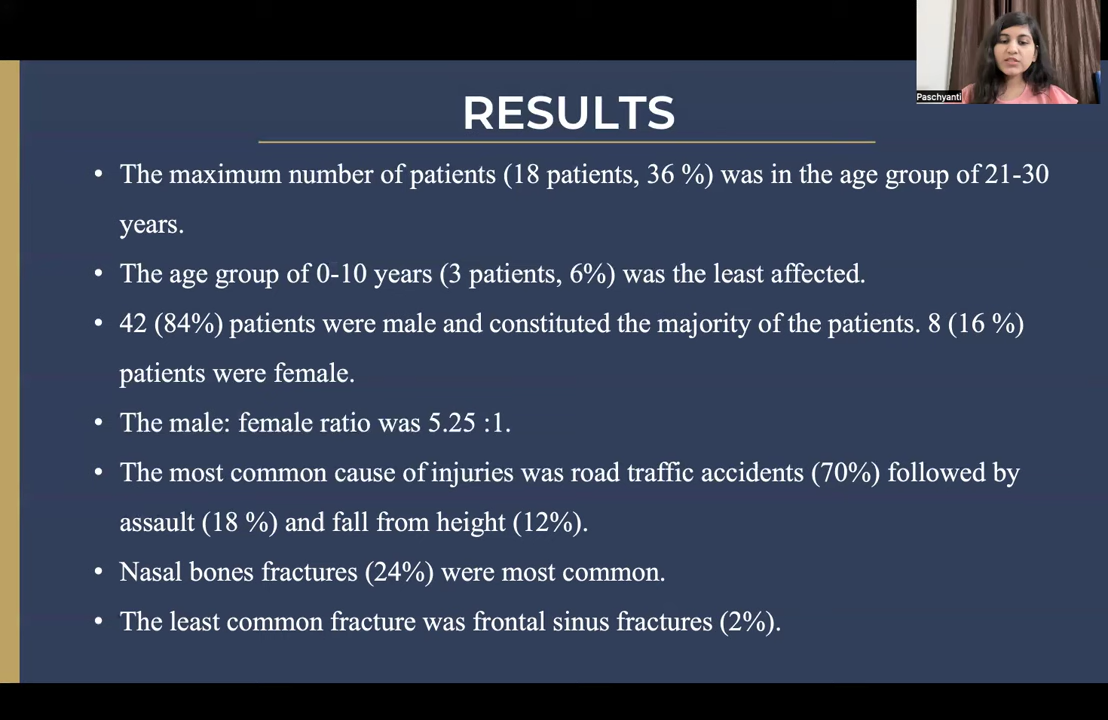 Paschyanti
RESULTS
• The maximum number of patients (18 patients, 36 %) was in the age group of 21-30
years.
• The age group of 0-10 years (3 patients, 6%) was the least affected.
• 42 (84%) patients were male and constituted the majority of the patients. 8 (16 %)
patients were female.
• The male: female ratio was 5.25 :1.
• The most common cause of injuries was road traffic accidents (70%) followed by
assault (18 %) and fall from height (12%).
• Nasal bones fractures (24%) were most common.
• The least common fracture was frontal sinus fractures (2%).